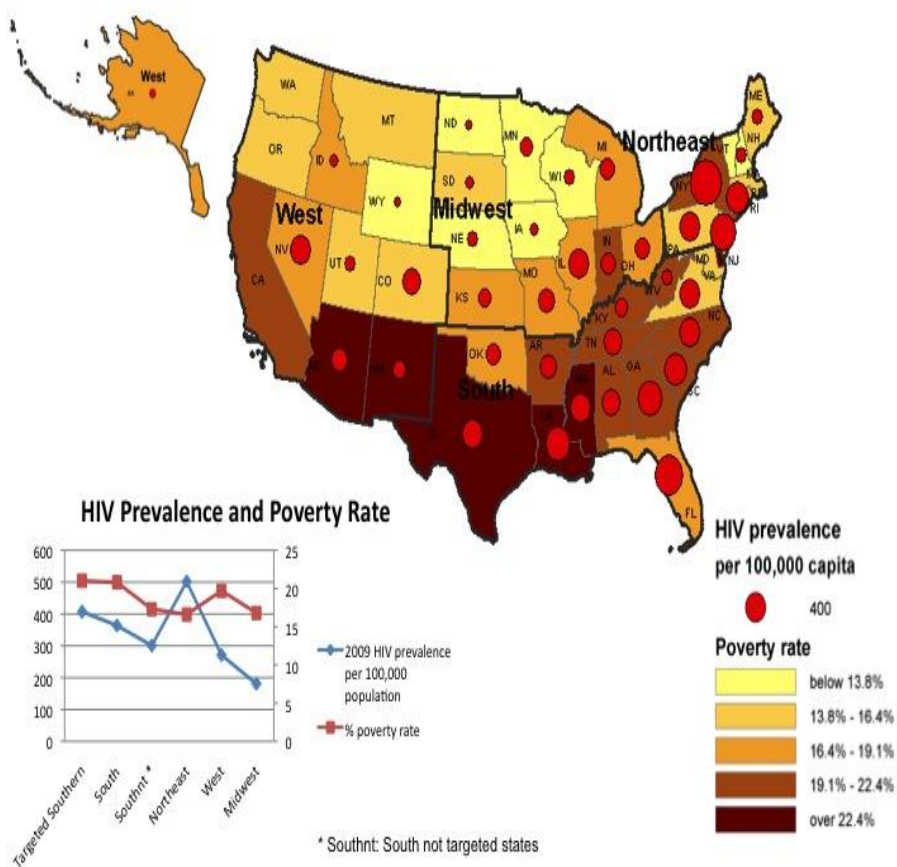 West
AK
WA
MT
OR
ID
WY
West
NV
UT
CO
CA
ND
MN
SD
WI
Midwest
NE
IA
MI
Northeast
ME
NH
VT
NY
RI
PA
NJ
IN
OH
IL
MD
VA
WV
KS
MO
KY
NC
TN
OK
AR
AL
GA
SC
South
FL
HIV Prevalence and Poverty Rate
600
500
400
300
200
100
0
25
20
15
10
5
0
Targeted Southern
South
Southnt *
Northeast
West
Midwest
2009 HIV prevalence
per 100,000
population
% poverty rate
* Southnt: South not targeted states
HIV prevalence
per 100,000 capita
400
Poverty rate
below 13.8%
13.8% - 16.4%
16.4% - 19.1%
19.1% - 22.4%
over 22.4%